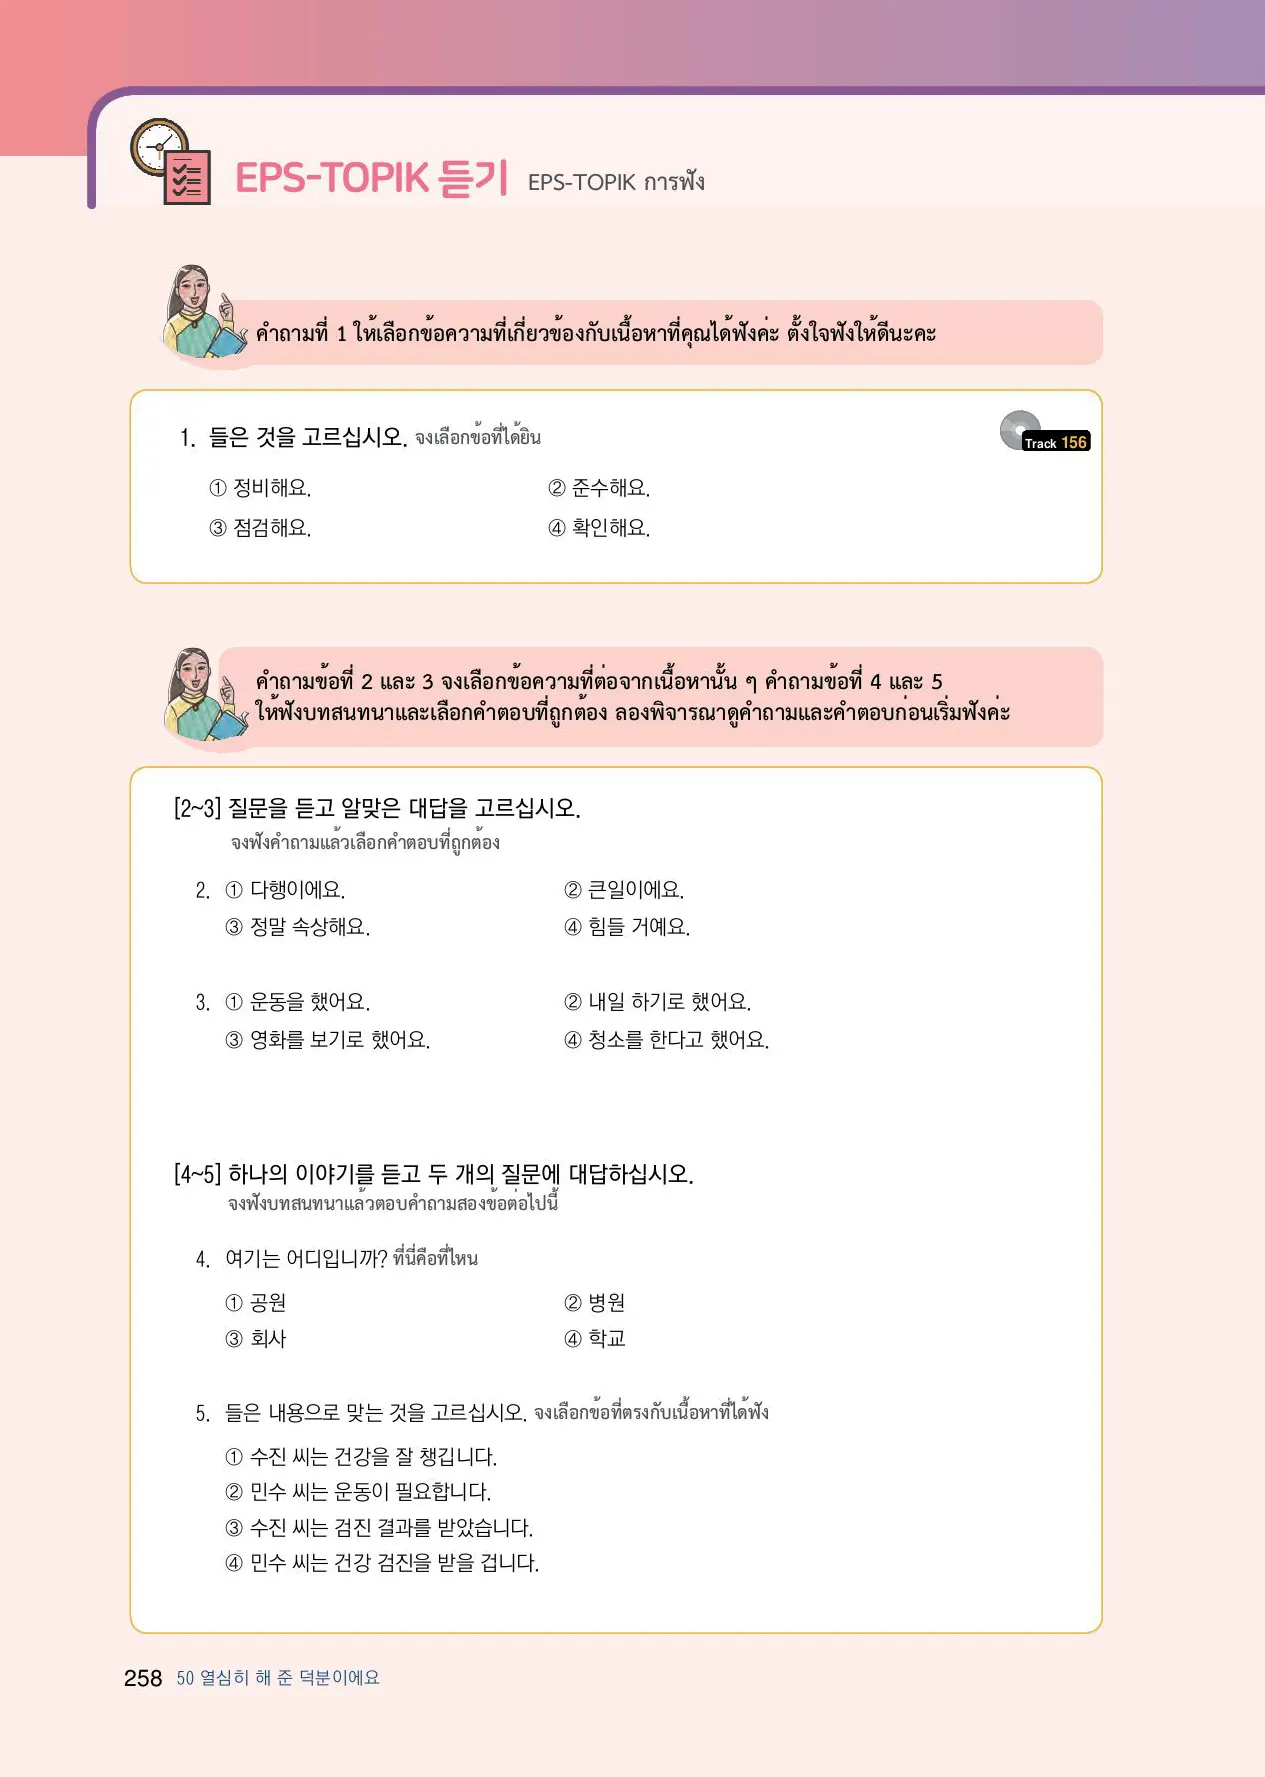 EPS-TOPIK 듣기 EPS-TOPIK การฟัง
คำถามที่ 1 ให้เลือกข้อความที่เกี่ยวข้องกับเนื้อหาที่คุณได้ฟังค่ะ ตั้งใจฟังให้ดีนะคะ
1. 들은 것을 고르십시오. จงเลือกข้อที่ได้ยิน
Track 156
① 정비해요. ② 준수해요.
③ 점검해요. ④ 확인해요.
คำถามข้อที่ 2 และ 3 จงเลือกข้อความที่ต่อจากเนื้อหานั้น ๆ คำถามข้อที่ 4 และ 5
ให้ฟังบทสนทนาและเลือกคำตอบที่ถูกต้อง ลองพิจารณาดูคำถามและคำตอบก่อนเริ่มฟังค่ะ
[2~3] 질문을 듣고 알맞은 대답을 고르십시오.
จงฟังคำถามแล้วเลือกคำตอบที่ถูกต้อง
2. ① 다행이에요. ② 큰일이에요.
③ 정말 속상해요. ④ 힘들 거예요.
3. ① 운동을 했어요. ② 내일 하기로 했어요.
③ 영화를 보기로 했어요. ④ 청소를 한다고 했어요.
[4~5] 하나의 이야기를 듣고 두 개의 질문에 대답하십시오.
จงฟังบทสนทนาแล้วตอบคำถามสองข้อต่อไปนี้
4. 여기는 어디입니까? ที่นี่คือที่ไหน
① 공원 ② 병원
③ 회사 ④ 학교
5. 들은 내용으로 맞는 것을 고르십시오. จงเลือกข้อที่ตรงกับเนื้อหาที่ได้ฟัง
① 수진 씨는 건강을 잘 챙깁니다.
② 민수 씨는 운동이 필요합니다.
③ 수진 씨는 검진 결과를 받았습니다.
④ 민수 씨는 건강 검진을 받을 겁니다.
258 50 열심히 해 준 덕분이에요